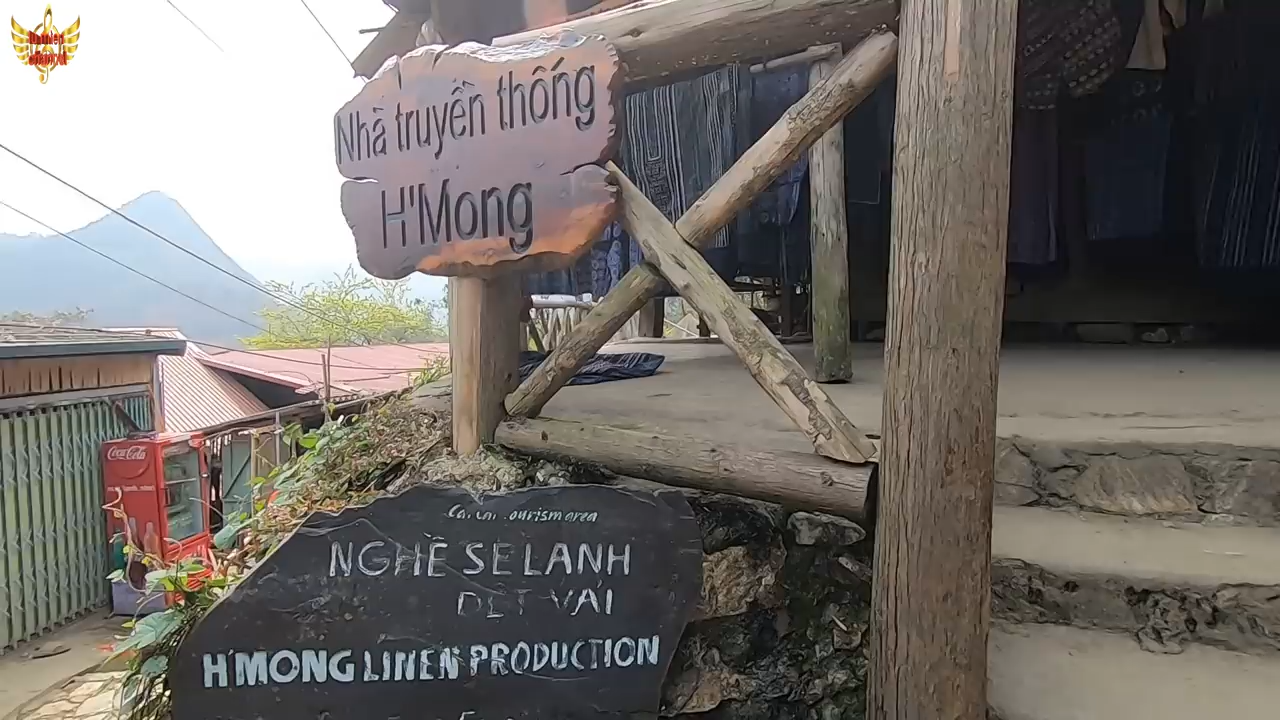 Nhà truyền thống
H'Mong
Coca-Cola
NGHỀ SE LANH
DỆT VẢI
H'MONG LINEN PRODUCTION